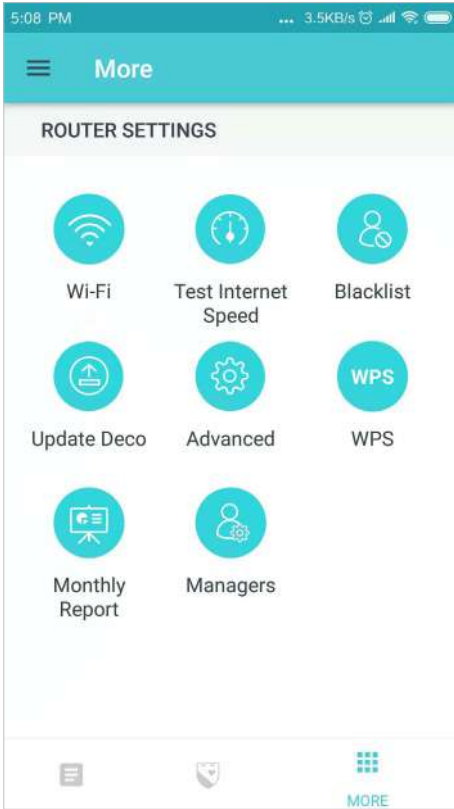 5:08 PM ... 3.5KB/s
More
ROUTER SETTINGS
Wi-Fi
Test Internet
Speed
Blacklist
Update Deco
Advanced
WPS
WPS
Monthly
Report
Managers
MORE